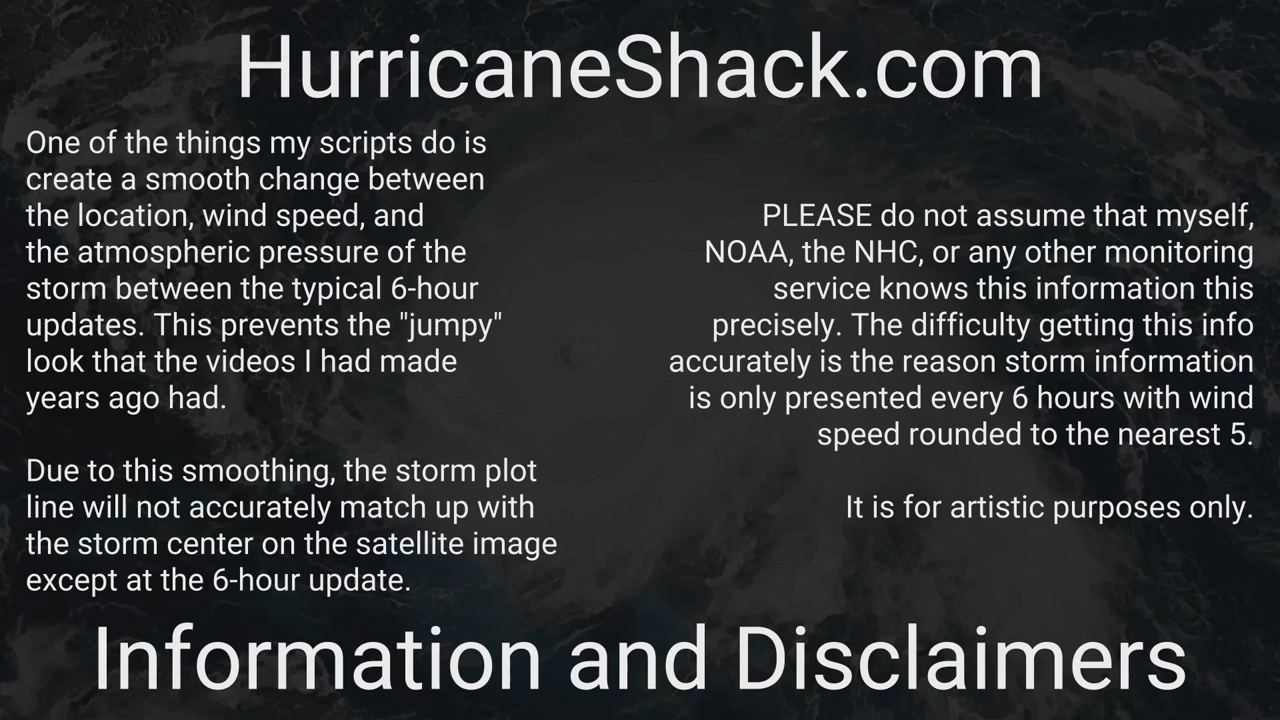 HurricaneShack.com
One of the things my scripts do is
create a smooth change between
the location, wind speed, and
the atmospheric pressure of the
storm between the typical 6-hour
updates. This prevents the "jumpy"
look that the videos I had made
years ago had.
Due to this smoothing, the storm plot
line will not accurately match up with
the storm center on the satellite image
except at the 6-hour update.
PLEASE do not assume that myself,
NOAA, the NHC, or any other monitoring
service knows this information this
precisely. The difficulty getting this info
accurately is the reason storm information
is only presented every 6 hours with wind
speed rounded to the nearest 5.
It is for artistic purposes only.
Information and Disclaimers